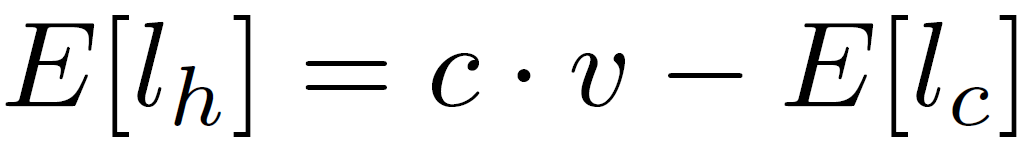 E[l_h] = c · v − E[l_c]